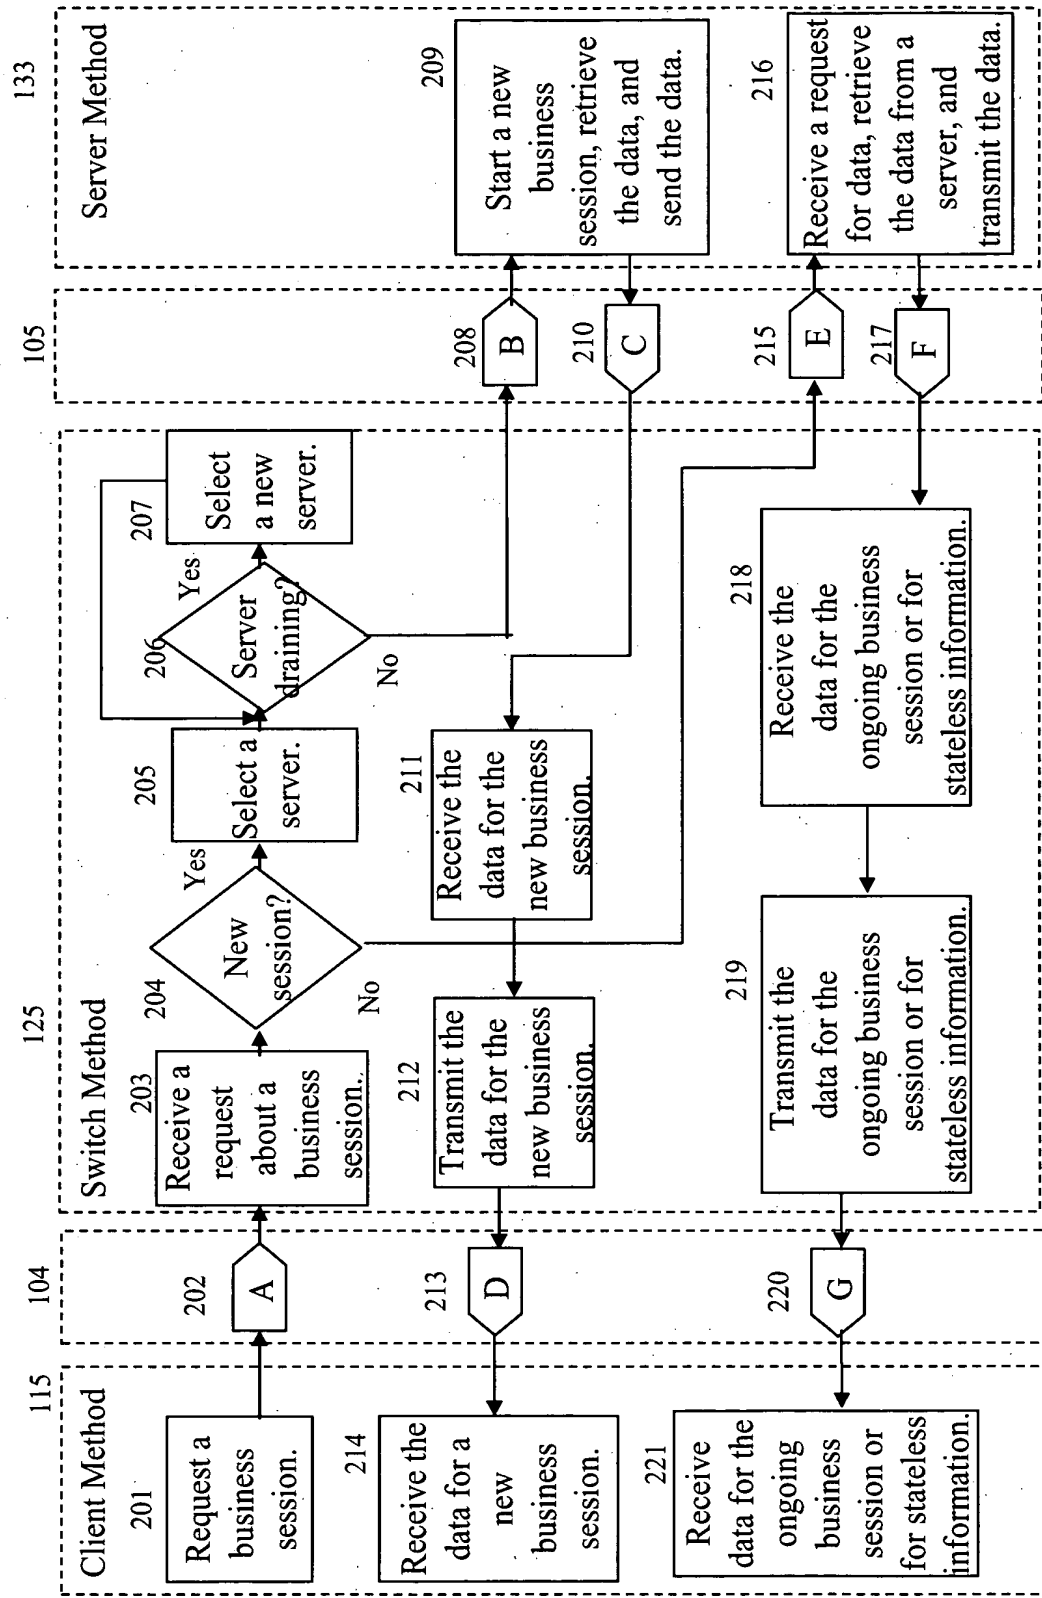 115
Client Method
201
Request a
business
session.
214
Receive the
data for a
new
business
session.
221
Receive
data for the
ongoing
business
session or
for stateless
information.
104
202
A
213
D
220
G
125
Switch Method
203
Receive a
request
about a
business
session.
204
New
session?
Yes
No
205
Select a
server.
206
Server
draining?
Yes
No
207
Select
a new
server.
211
Receive the
data for the
new business
session.
212
Transmit the
data for the
new business
session.
218
Receive the
data for the
ongoing business
session or for
stateless information.
219
Transmit the
data for the
ongoing business
session or for
stateless information.
105
208
B
210
C
215
E
217
F
133
Server Method
209
Start a new
business
session, retrieve
the data, and
send the data.
216
Receive a request
for data, retrieve
the data from a
server, and
transmit the data.